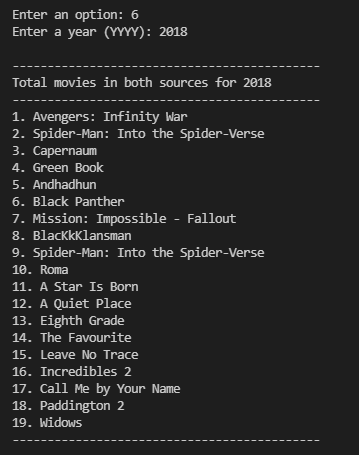 Enter an option: 6
Enter a year (YYYY): 2018
--------------------------------------------
Total movies in both sources for 2018
--------------------------------------------
1. Avengers: Infinity War
2. Spider-Man: Into the Spider-Verse
3. Capernaum
4. Green Book
5. Andhadhun
6. Black Panther
7. Mission: Impossible - Fallout
8. BlacKkKlansman
9. Spider-Man: Into the Spider-Verse
10. Roma
11. A Star Is Born
12. A Quiet Place
13. Eighth Grade
14. The Favourite
15. Leave No Trace
16. Incredibles 2
17. Call Me by Your Name
18. Paddington 2
19. Widows
--------------------------------------------